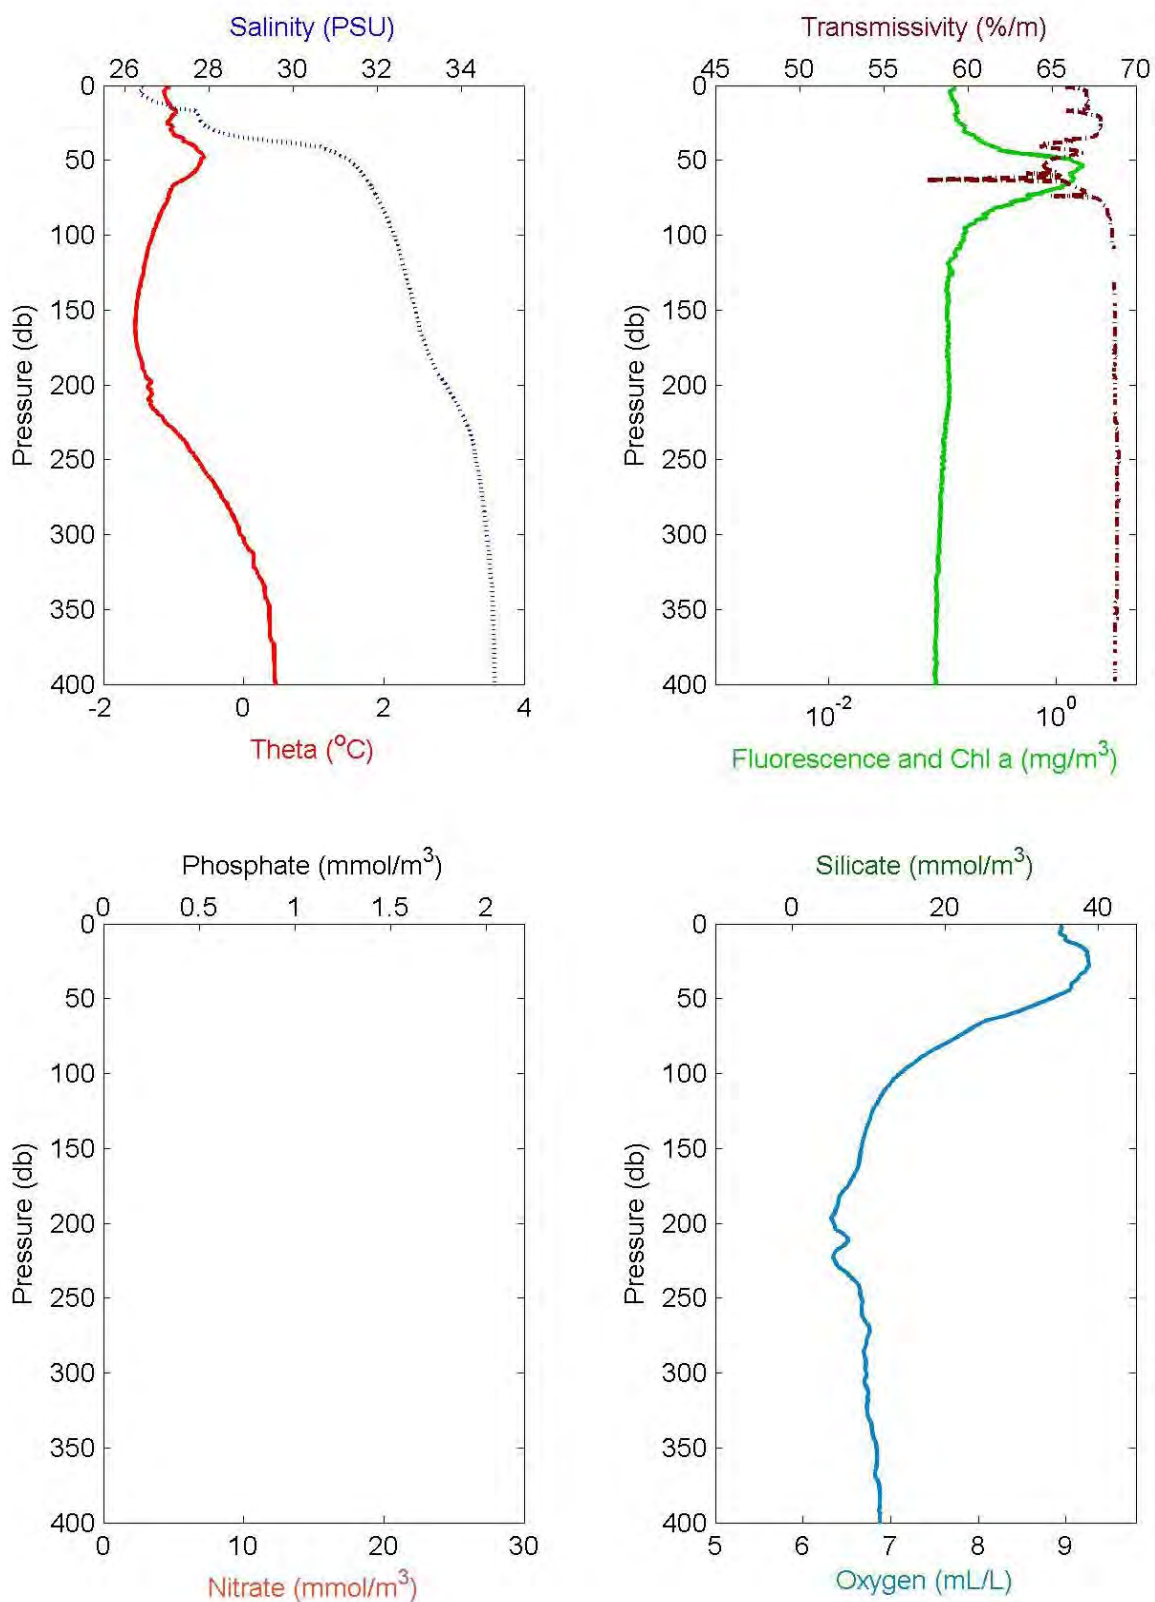 Salinity (PSU)
26 28 30 32 34
0
50
100
150
200
250
300
350
400
Pressure (db)
-2 0 2 4
Theta (°C)
Transmissivity (%/m)
45 50 55 60 65 70
0
50
100
150
200
250
300
350
400
Pressure (db)
10⁻² 10⁰
Fluorescence and Chl a (mg/m³)
Phosphate (mmol/m³)
0 0.5 1 1.5 2
0
50
100
150
200
250
300
350
400
Pressure (db)
0 10 20 30
Nitrate (mmol/m³)
Silicate (mmol/m³)
0 20 40
0
50
100
150
200
250
300
350
400
Pressure (db)
5 6 7 8 9
Oxygen (mL/L)